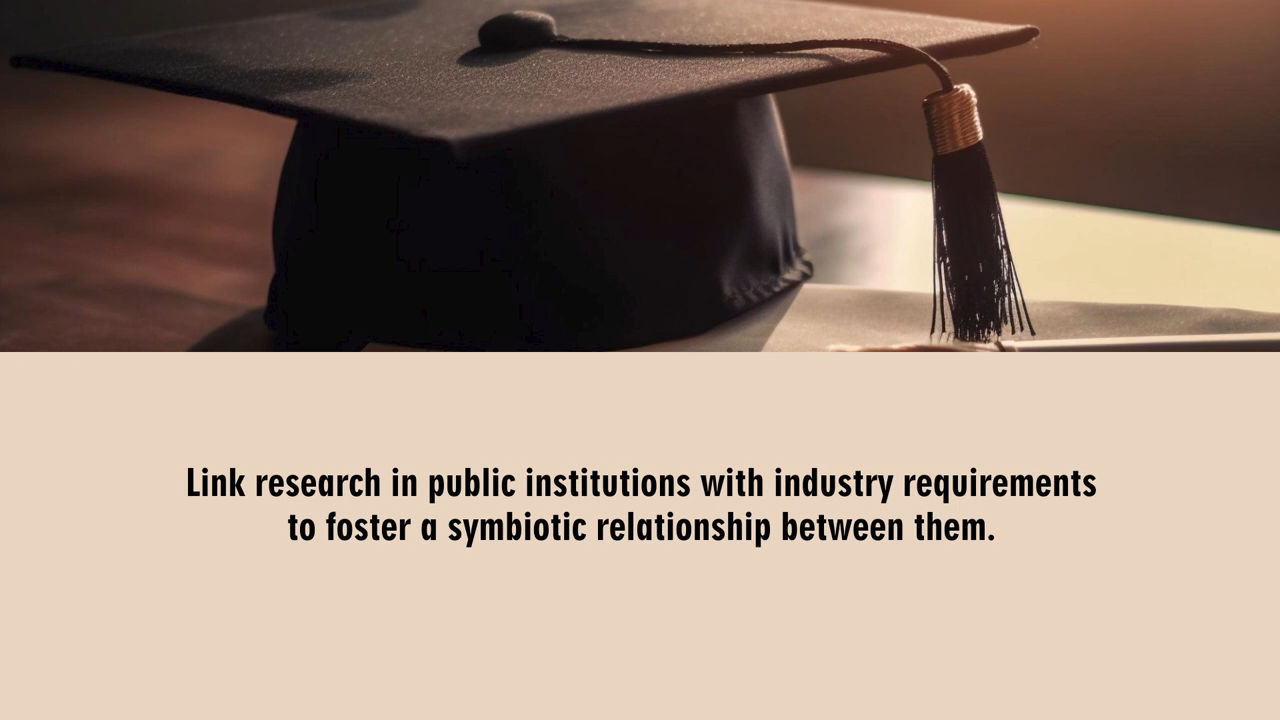 Link research in public institutions with industry requirements
to foster a symbiotic relationship between them.